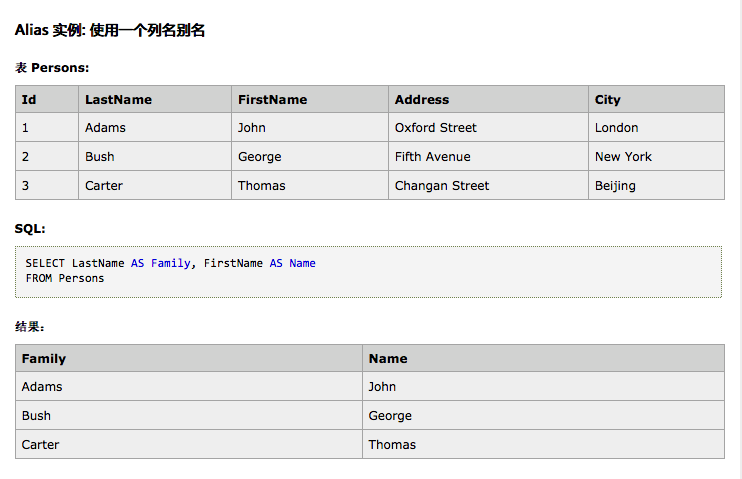 Alias 实例: 使用一个列名别名
表 Persons:
Id LastName FirstName Address City
1 Adams John Oxford Street London
2 Bush George Fifth Avenue New York
3 Carter Thomas Changan Street Beijing
SQL:
SELECT LastName AS Family, FirstName AS Name
FROM Persons
结果：
Family Name
Adams John
Bush George
Carter Thomas